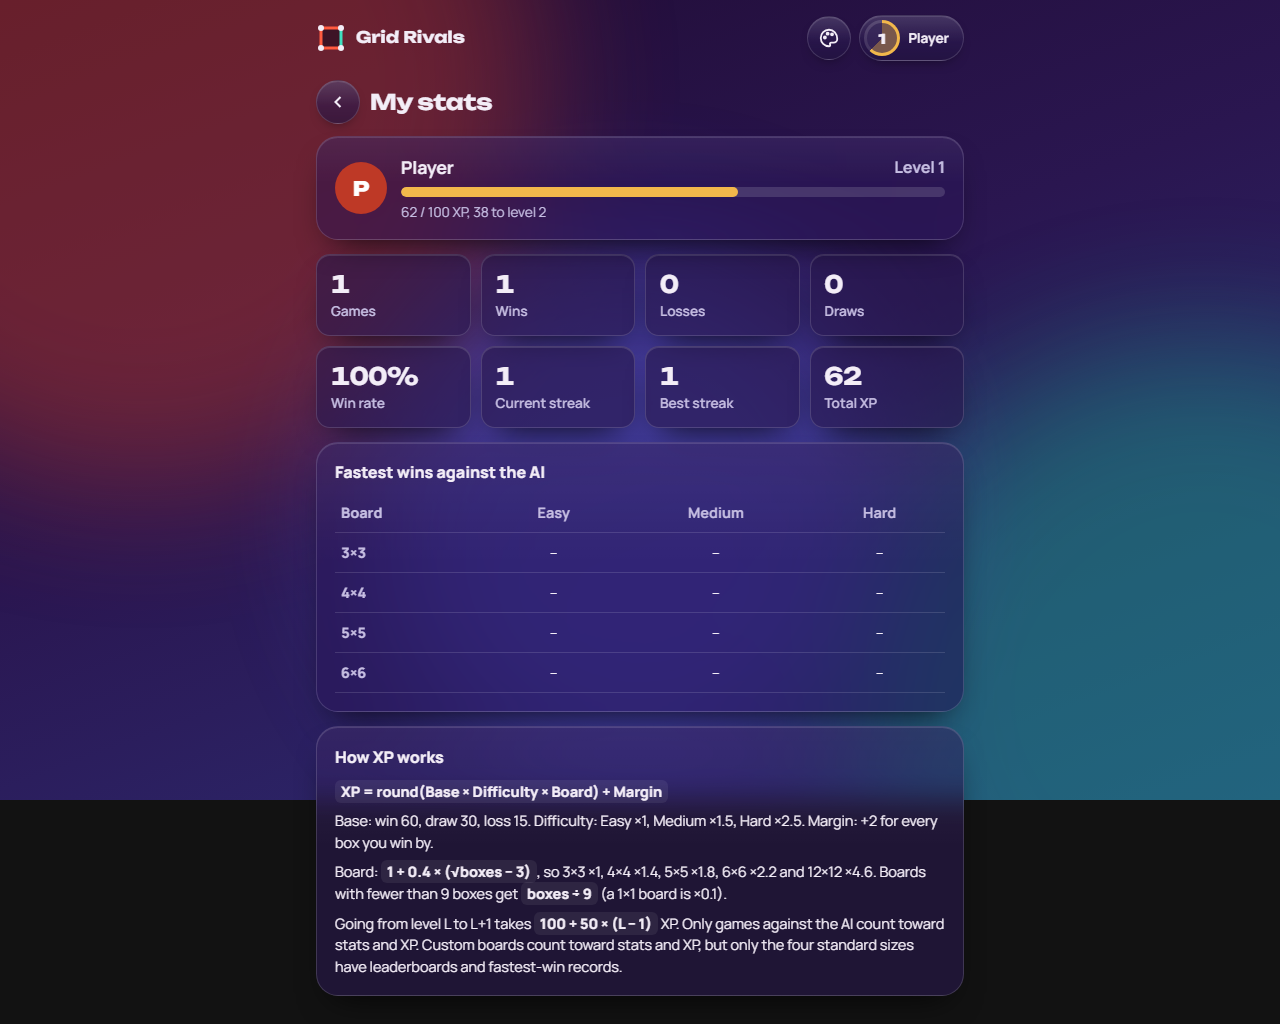 Grid Rivals
1 Player
My stats
P
Player
Level 1
62 / 100 XP, 38 to level 2
1
Games
1
Wins
0
Losses
0
Draws
100%
Win rate
1
Current streak
1
Best streak
62
Total XP
Fastest wins against the AI
Board Easy Medium Hard
3×3 – – –
4×4 – – –
5×5 – – –
6×6 – – –
How XP works
XP = round(Base × Difficulty × Board) + Margin
Base: win 60, draw 30, loss 15. Difficulty: Easy ×1, Medium ×1.5, Hard ×2.5. Margin: +2 for every
box you win by.
Board: 1 + 0.4 × (√boxes − 3) , so 3×3 ×1, 4×4 ×1.4, 5×5 ×1.8, 6×6 ×2.2 and 12×12 ×4.6. Boards
with fewer than 9 boxes get boxes ÷ 9 (a 1×1 board is ×0.1).
Going from level L to L+1 takes 100 + 50 × (L − 1) XP. Only games against the AI count toward
stats and XP. Custom boards count toward stats and XP, but only the four standard sizes
have leaderboards and fastest-win records.